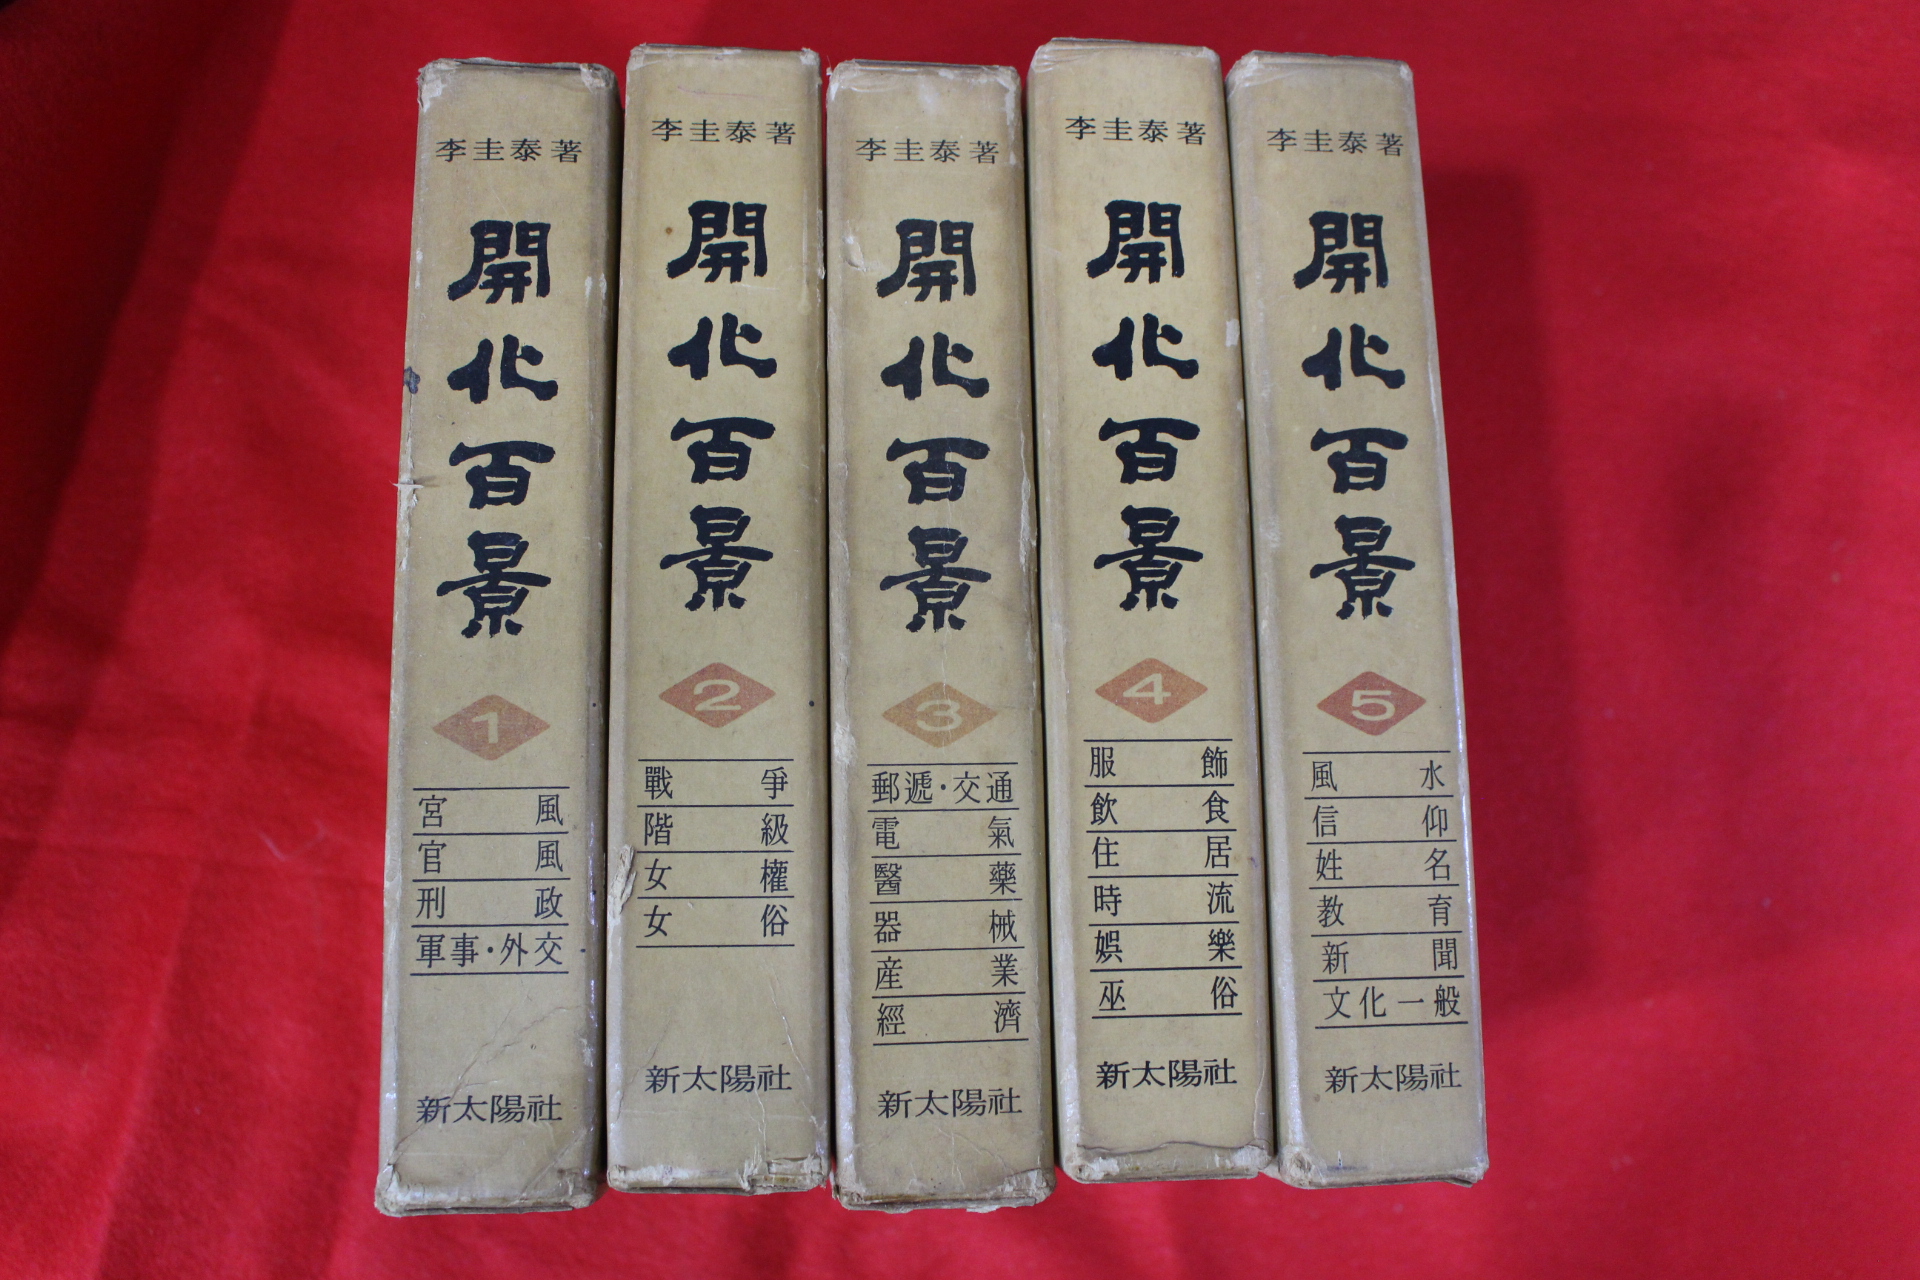 李圭泰著
開化百景
1
宮風
官風
刑政
軍事·外交
新太陽社
李圭泰著
開化百景
2
戰爭
階級
女權
女俗
新太陽社
李圭泰著
開化百景
3
郵遞·交通
電氣
醫藥
器械
産業
經濟
新太陽社
李圭泰著
開化百景
4
服飾
飮食
住居
時流
娛樂
巫俗
新太陽社
李圭泰著
開化百景
5
風水
信仰
姓名
教育
新聞
文化一般
新太陽社